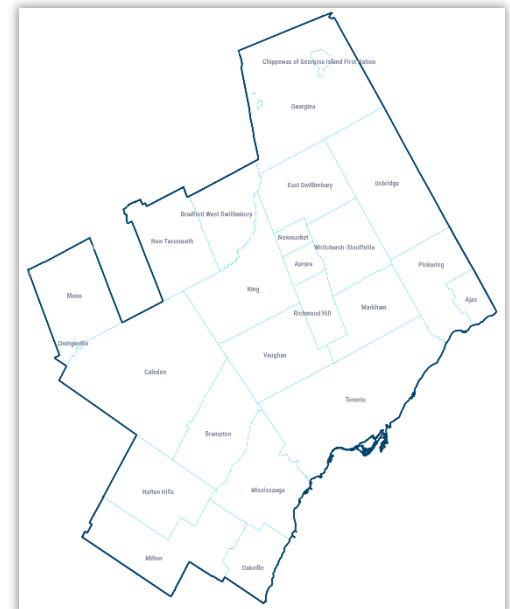 Chippewas of Georgina Island First Nation
Georgina
East Gwillimbury
Uxbridge
Bradford West Gwillimbury
New Tecumseth
Newmarket
Whitchurch-Stouffville
Aurora
Pickering
King
Mono
Ajax
Markham
Richmond Hill
Orangeville
Vaughan
Caledon
Toronto
Brampton
Halton Hills
Mississauga
Milton
Oakville